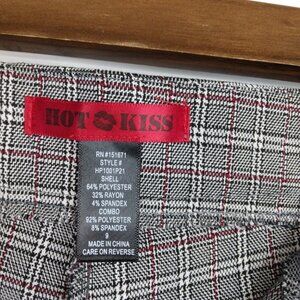 HOT KISS
RN #151671
STYLE #
HP1001P21
SHELL
64% POLYESTER
32% RAYON
4% SPANDEX
COMBO
92% POLYESTER
8% SPANDEX
9
MADE IN CHINA
CARE ON REVERSE